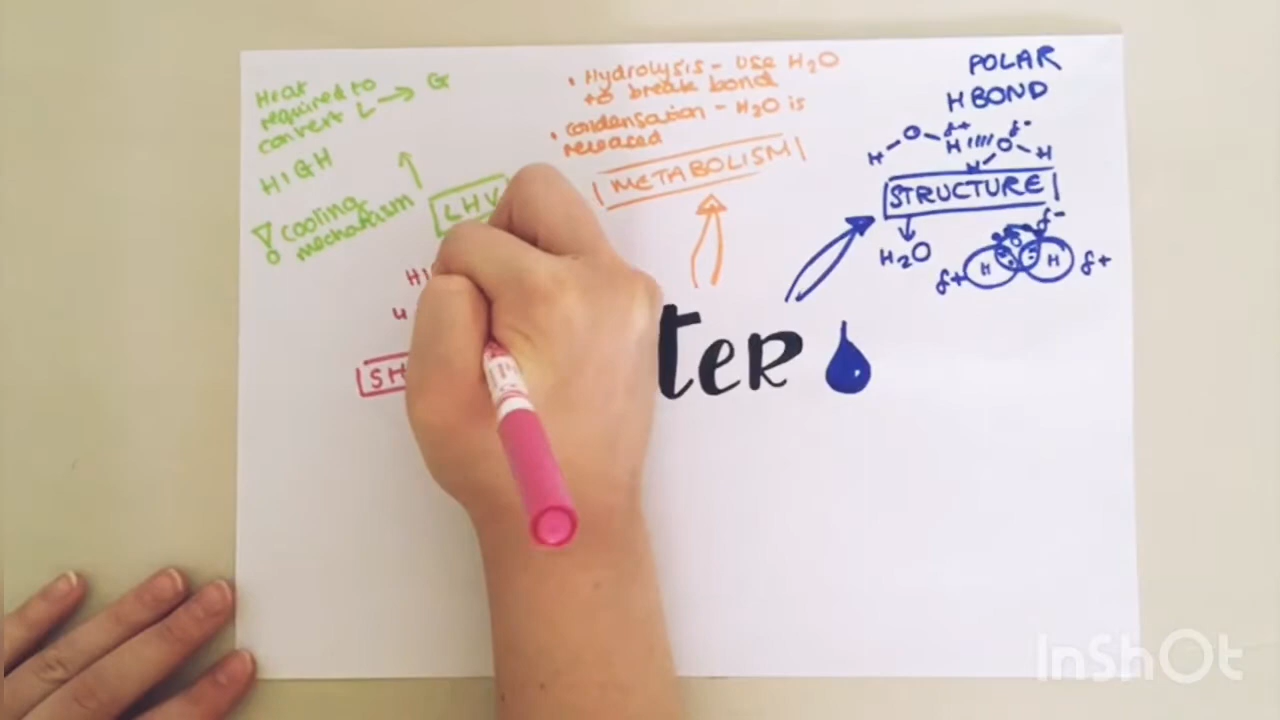 Heat
required to
convert L → G
HIGH
cooling
mechanism
LHV
• Hydrolysis - use H₂O
to break bond
• condensation - H₂O is
released
METABOLISM
POLAR
H BOND
H O H δ+ δ- O H H
STRUCTURE
H₂O
δ-
δ+ H O H δ+
TER
InShOt